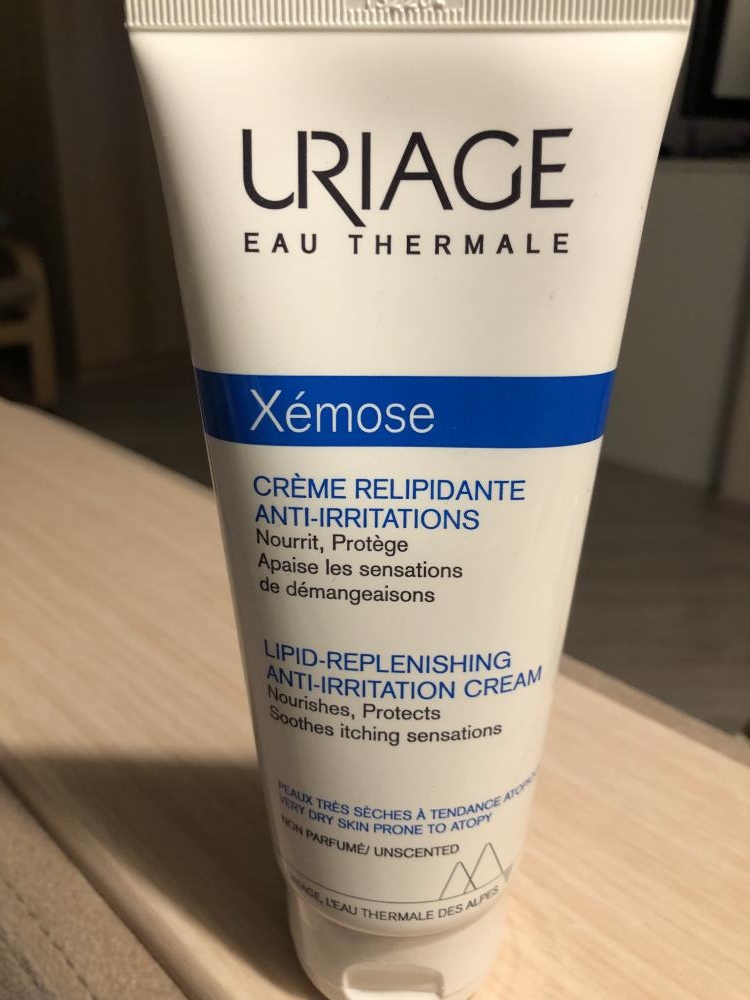 URIAGE
EAU THERMALE
Xémose
CRÈME RELIPIDANTE
ANTI-IRRITATIONS
Nourrit, Protège
Apaise les sensations
de démangeaisons
LIPID-REPLENISHING
ANTI-IRRITATION CREAM
Nourishes, Protects
Soothes itching sensations
PEAUX TRÈS SÈCHES À TENDANCE
VERY DRY SKIN PRONE TO ATOPY
NON PARFUMÉ/ UNSCENTED
L'EAU THERMALE DES ALPES